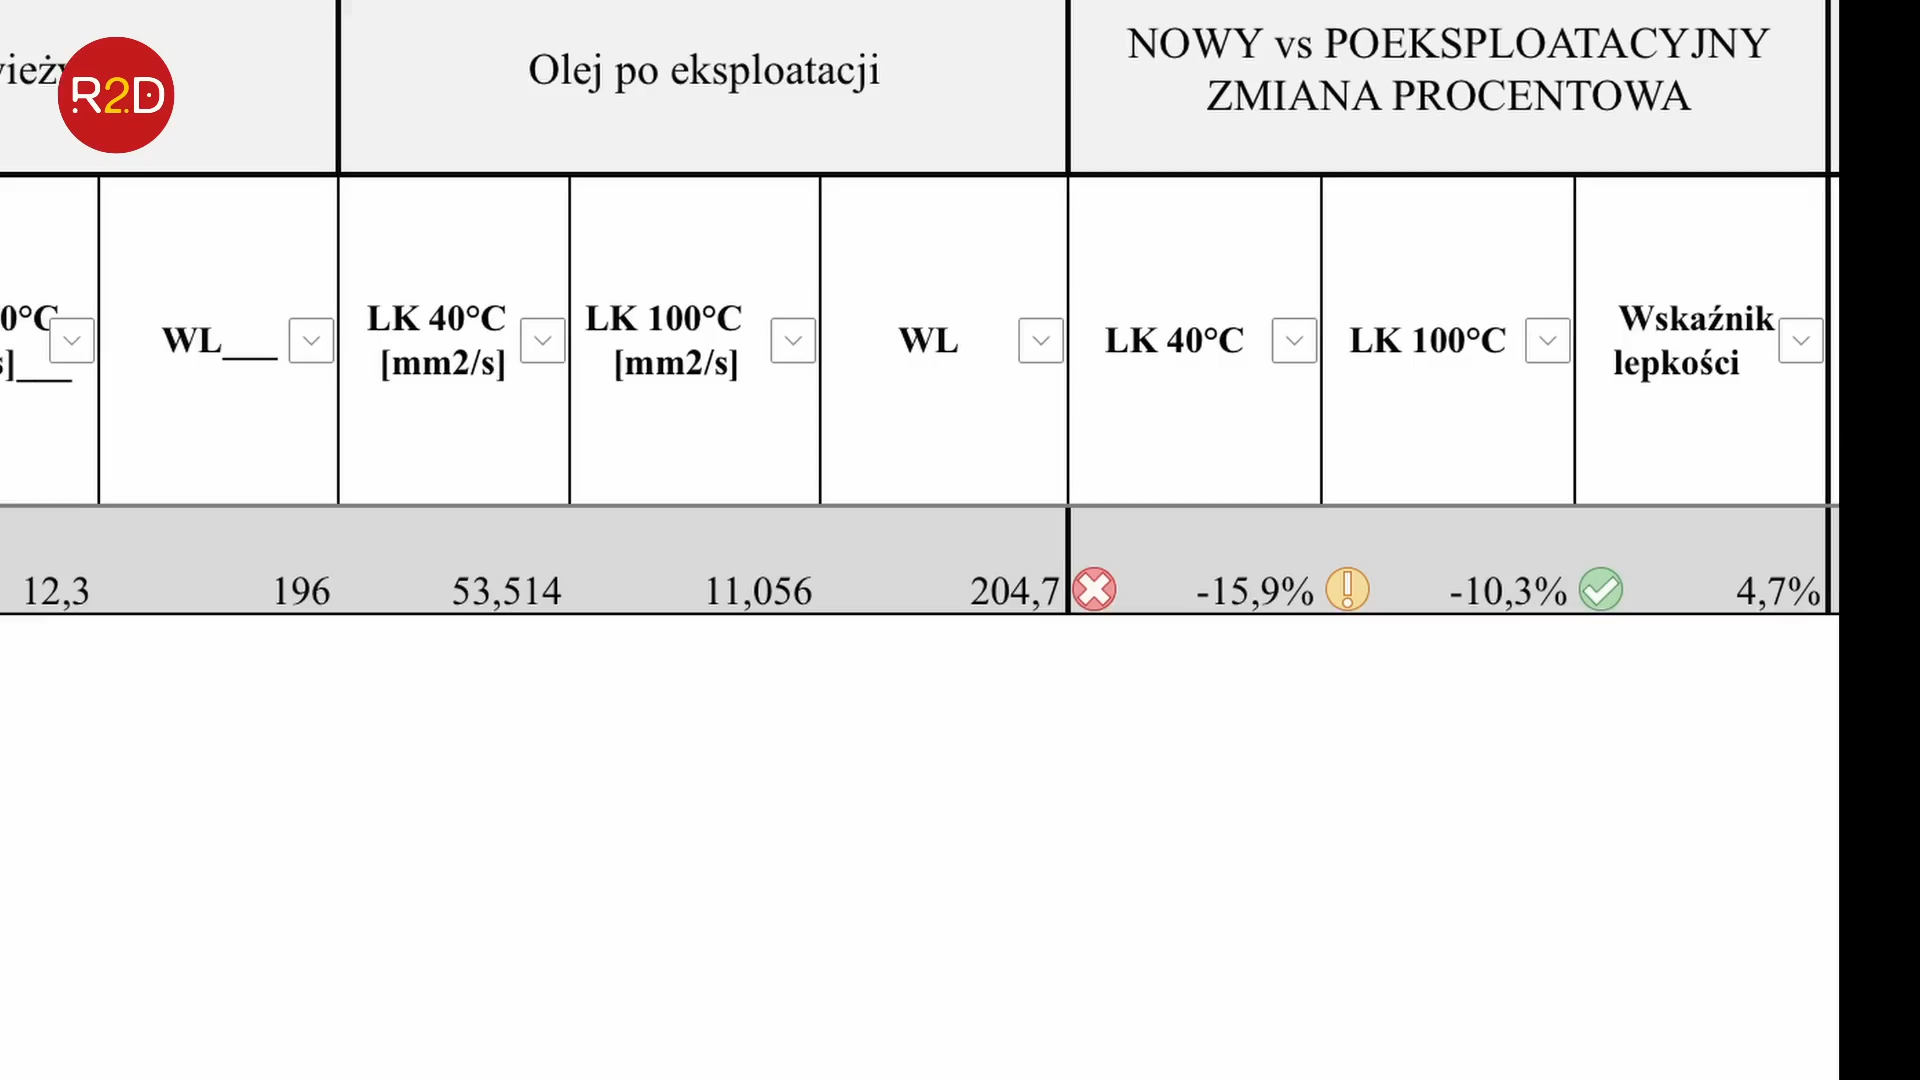 R2D
Olej po eksploatacji
NOWY vs POEKSPLOATACYJNY
ZMIANA PROCENTOWA
0°C
s]___
WL___
LK 40°C
[mm2/s]
LK 100°C
[mm2/s]
WL
LK 40°C
LK 100°C
Wskaźnik
lepkości
12,3
196
53,514
11,056
204,7
-15,9%
-10,3%
4,7%